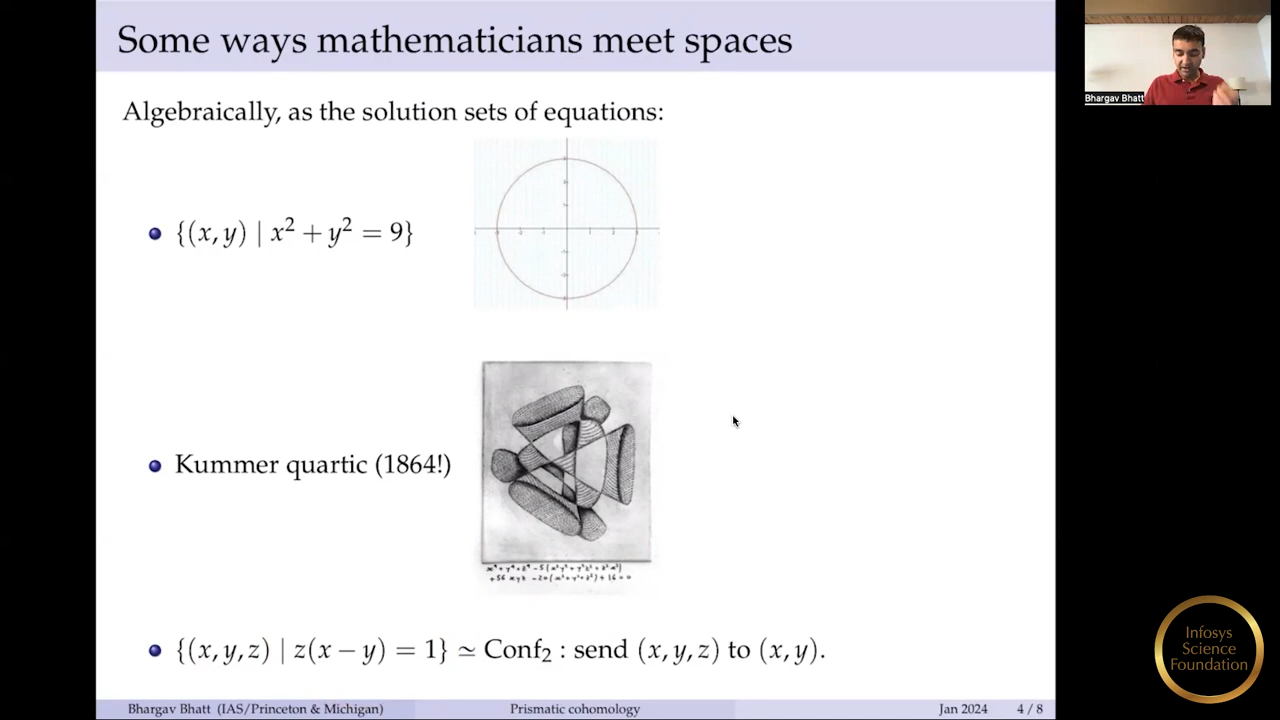 Some ways mathematicians meet spaces
Bhargav Bhatt
Algebraically, as the solution sets of equations:
{(x, y) | x² + y² = 9}
Kummer quartic (1864!)
{(x, y, z) | z(x − y) = 1} ≃ Conf₂ : send (x, y, z) to (x, y).
Infosys
Science
Foundation
Bhargav Bhatt (IAS/Princeton & Michigan)
Prismatic cohomology
Jan 2024
4 / 8